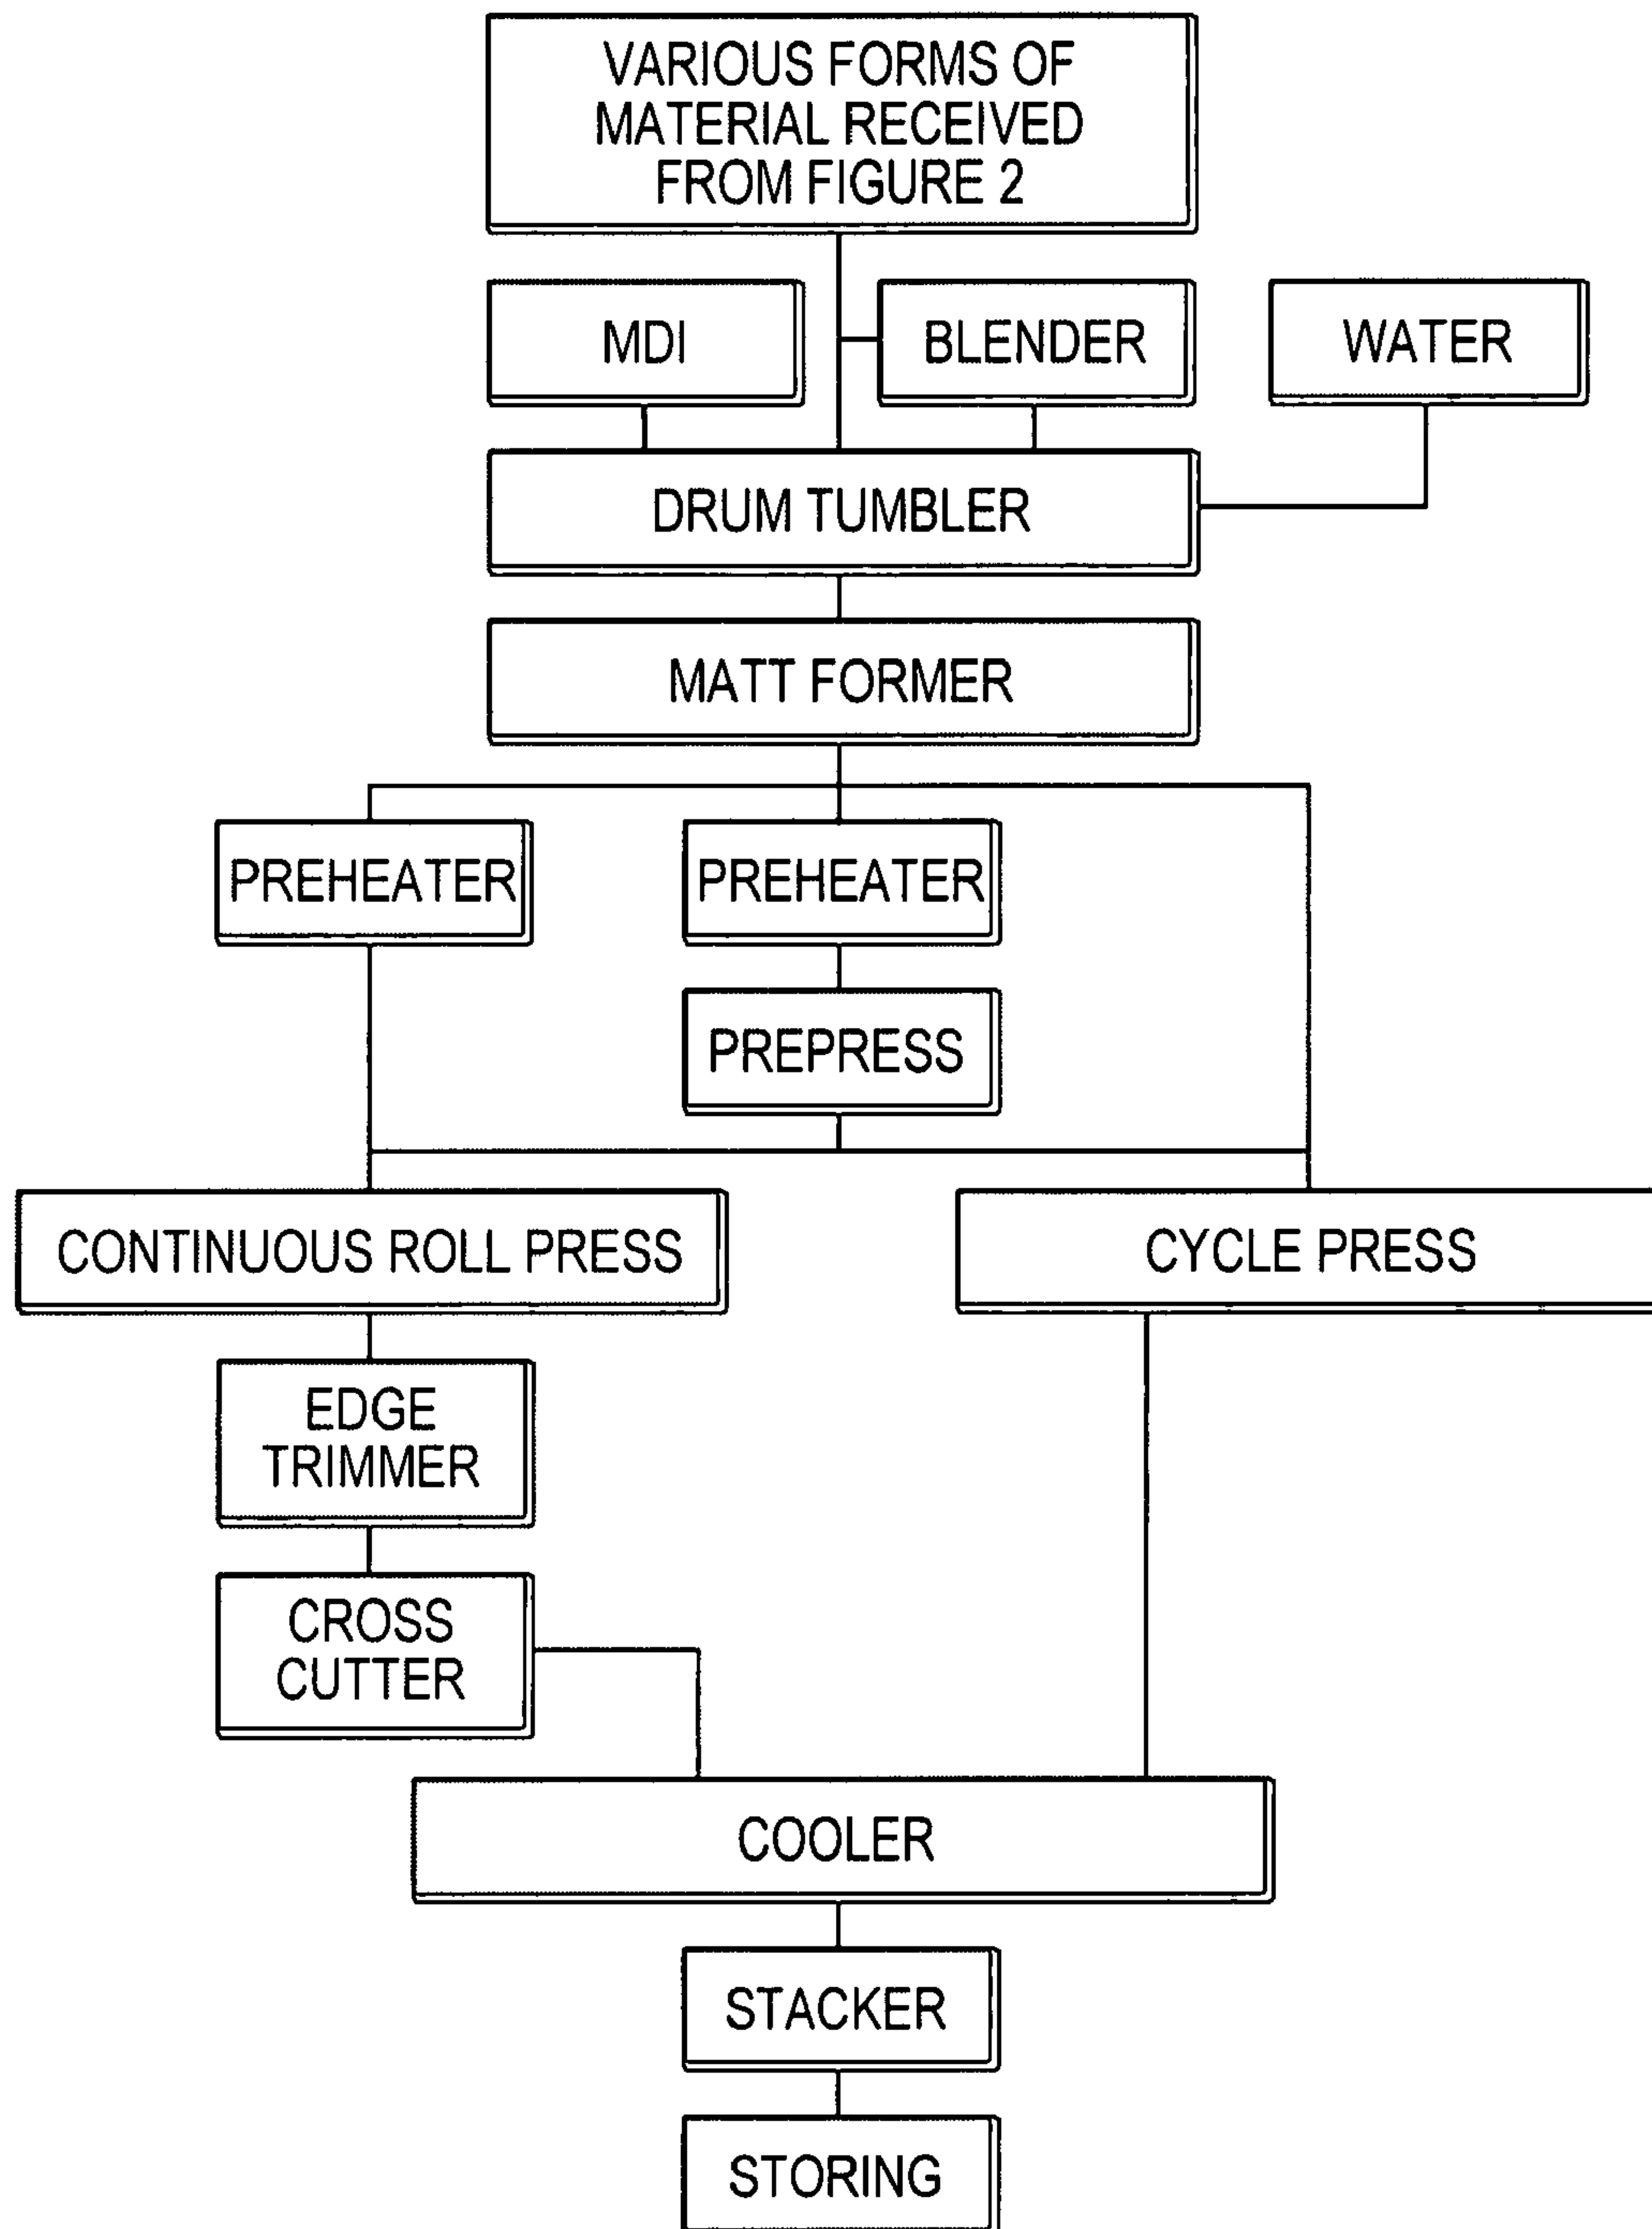 VARIOUS FORMS OF
MATERIAL RECEIVED
FROM FIGURE 2
MDI
BLENDER
WATER
DRUM TUMBLER
MATT FORMER
PREHEATER
PREHEATER
PREPRESS
CONTINUOUS ROLL PRESS
CYCLE PRESS
EDGE
TRIMMER
CROSS
CUTTER
COOLER
STACKER
STORING